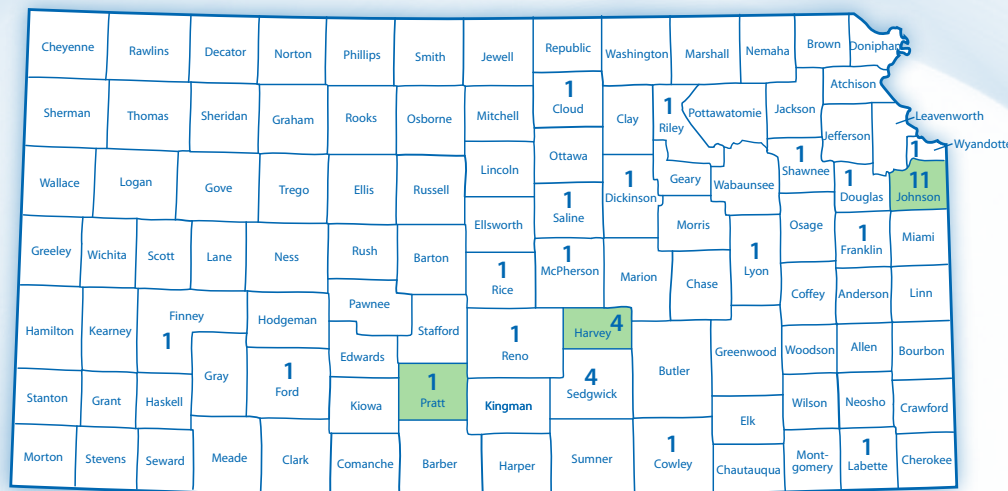 Cheyenne
Rawlins
Decator
Norton
Phillips
Smith
Jewell
Republic
Washington
Marshall
Nemaha
Brown
Doniphan
Atchison
Sherman
Thomas
Sheridan
Graham
Rooks
Osborne
Mitchell
1
Cloud
Clay
1
Riley
Pottawatomie
Jackson
Jefferson
Leavenworth
1
Wyandotte
Wallace
Logan
Gove
Trego
Ellis
Russell
Lincoln
Ottawa
1
Dickinson
Geary
Wabaunsee
1
Shawnee
1
Douglas
11
Johnson
Ellsworth
1
Saline
Morris
Osage
1
Franklin
Miami
Greeley
Wichita
Scott
Lane
Ness
Rush
Barton
1
Rice
1
McPherson
Marion
Chase
1
Lyon
Coffey
Anderson
Linn
Hamilton
Kearney
Finney
1
Hodgeman
Pawnee
Stafford
Edwards
1
Reno
Harvey 4
Butler
Greenwood
Woodson
Allen
Bourbon
Stanton
Grant
Haskell
Gray
1
Ford
Kiowa
1
Pratt
Kingman
4
Sedgwick
Elk
Wilson
Neosho
Crawford
Morton
Stevens
Seward
Meade
Clark
Comanche
Barber
Harper
Sumner
1
Cowley
Chautauqua
Mont-
gomery
1
Labette
Cherokee